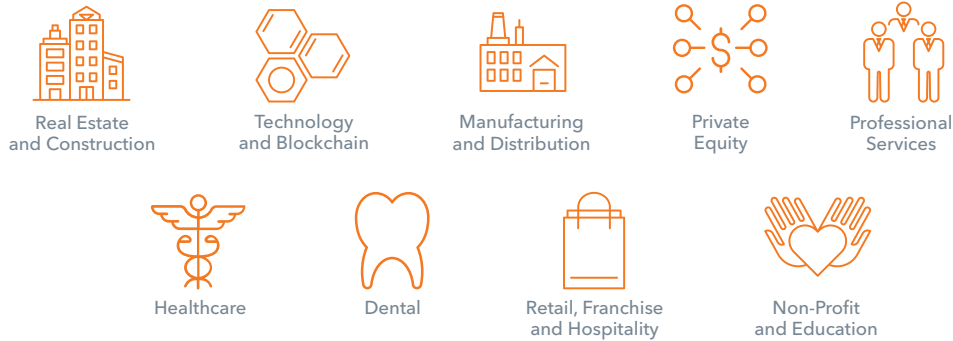 Real Estate
and Construction
Technology
and Blockchain
Manufacturing
and Distribution
Private
Equity
Professional
Services
Healthcare
Dental
Retail, Franchise
and Hospitality
Non-Profit
and Education